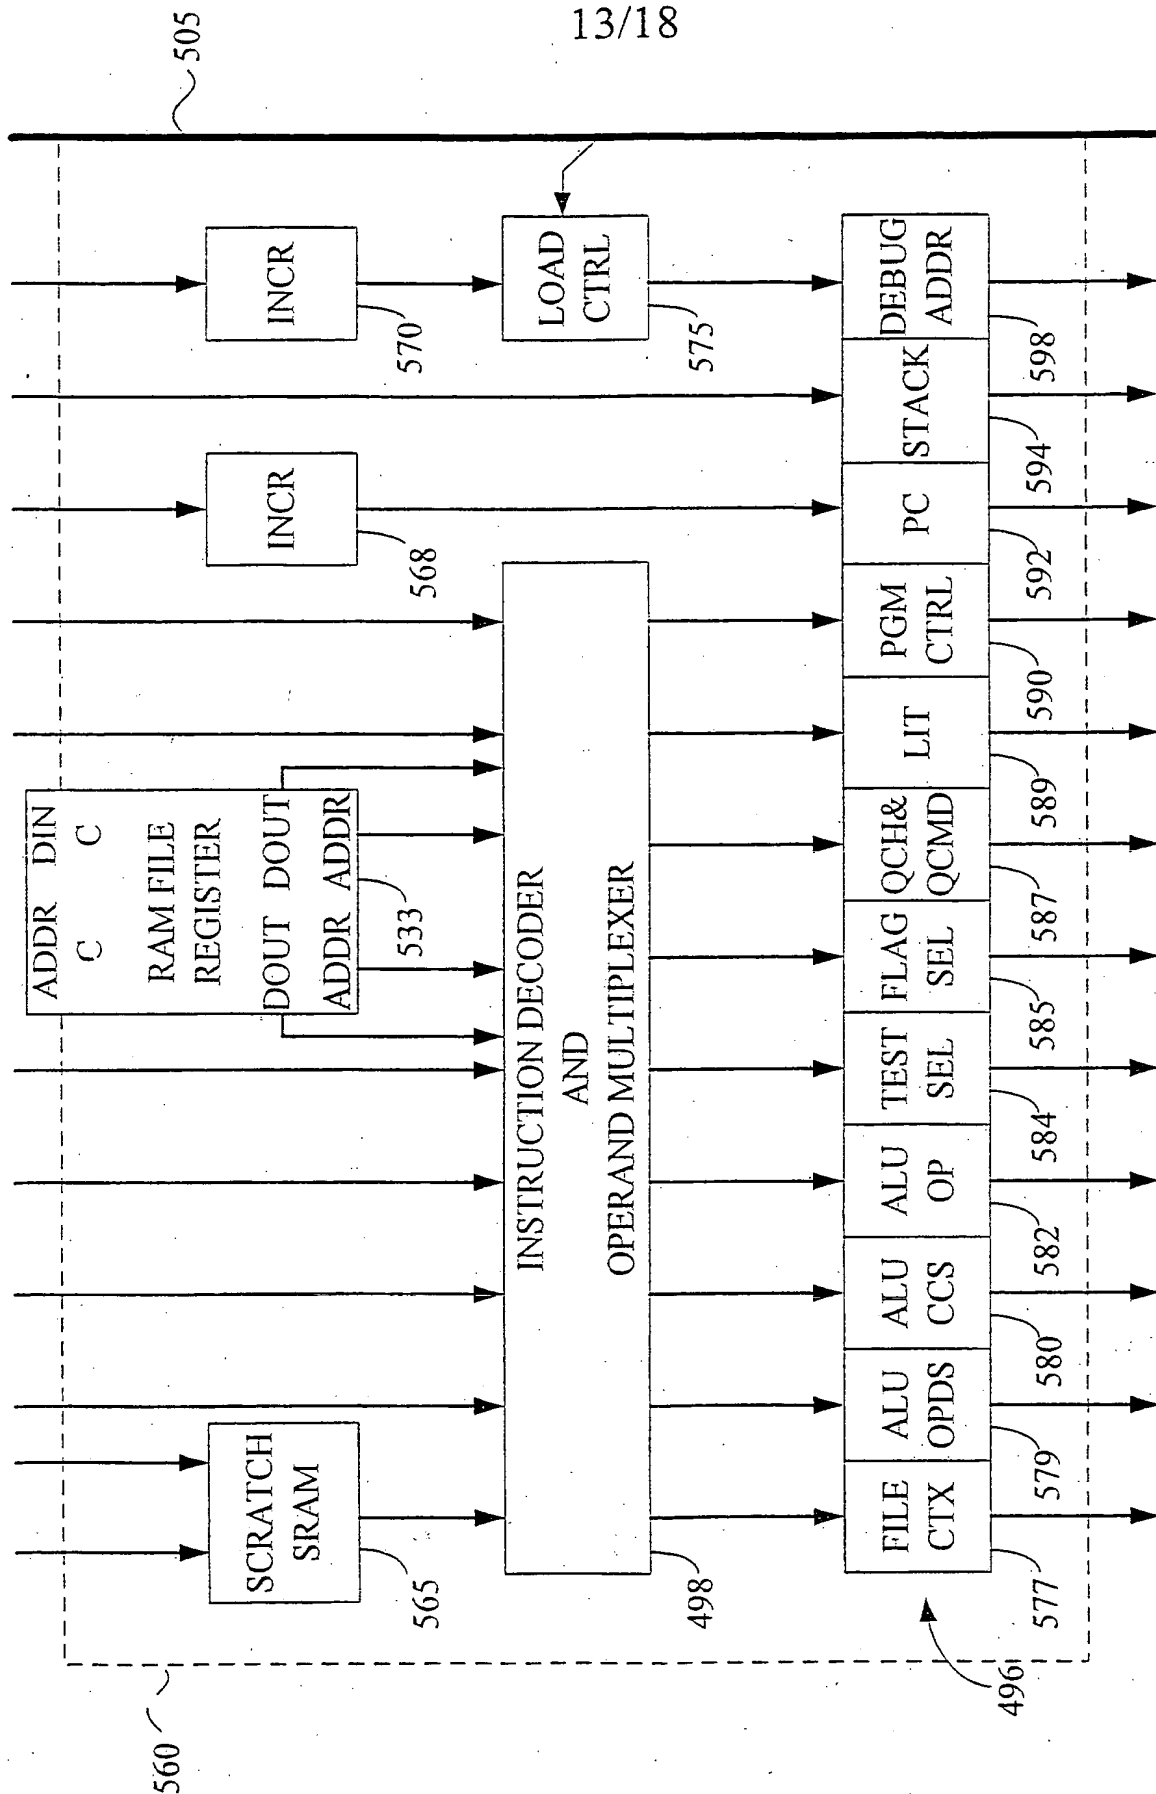 13/18
505
560
ADDR DIN
C C
RAM FILE
REGISTER
DOUT DOUT
ADDR ADDR
533
SCRATCH
SRAM
565
INCR
568
INCR
570
LOAD
CTRL
575
INSTRUCTION DECODER
AND
OPERAND MULTIPLEXER
498
496
FILE
CTX
577
ALU
OPDS
579
ALU
CCS
580
ALU
OP
582
TEST
SEL
584
FLAG
SEL
585
QCH&
QCMD
587
LIT
589
PGM
CTRL
590
PC
592
STACK
594
DEBUG
ADDR
598